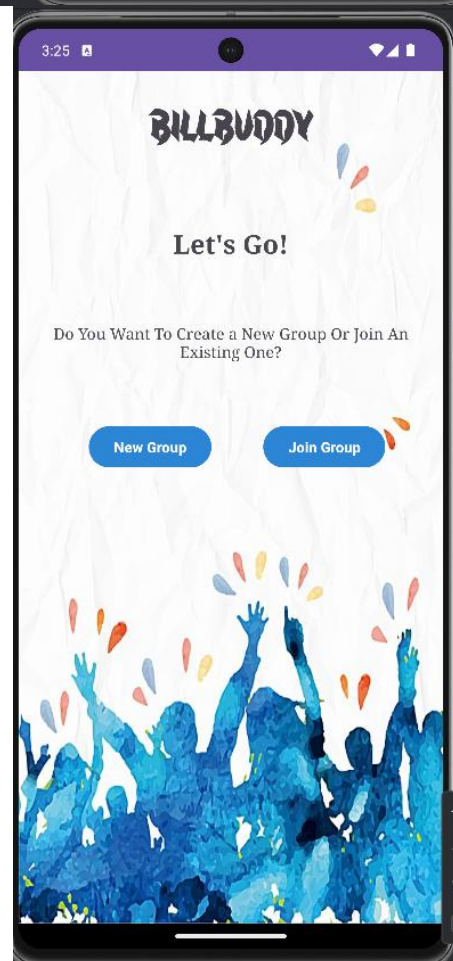 3:25
BILLBUDDY
Let's Go!
Do You Want To Create a New Group Or Join An
Existing One?
New Group
Join Group